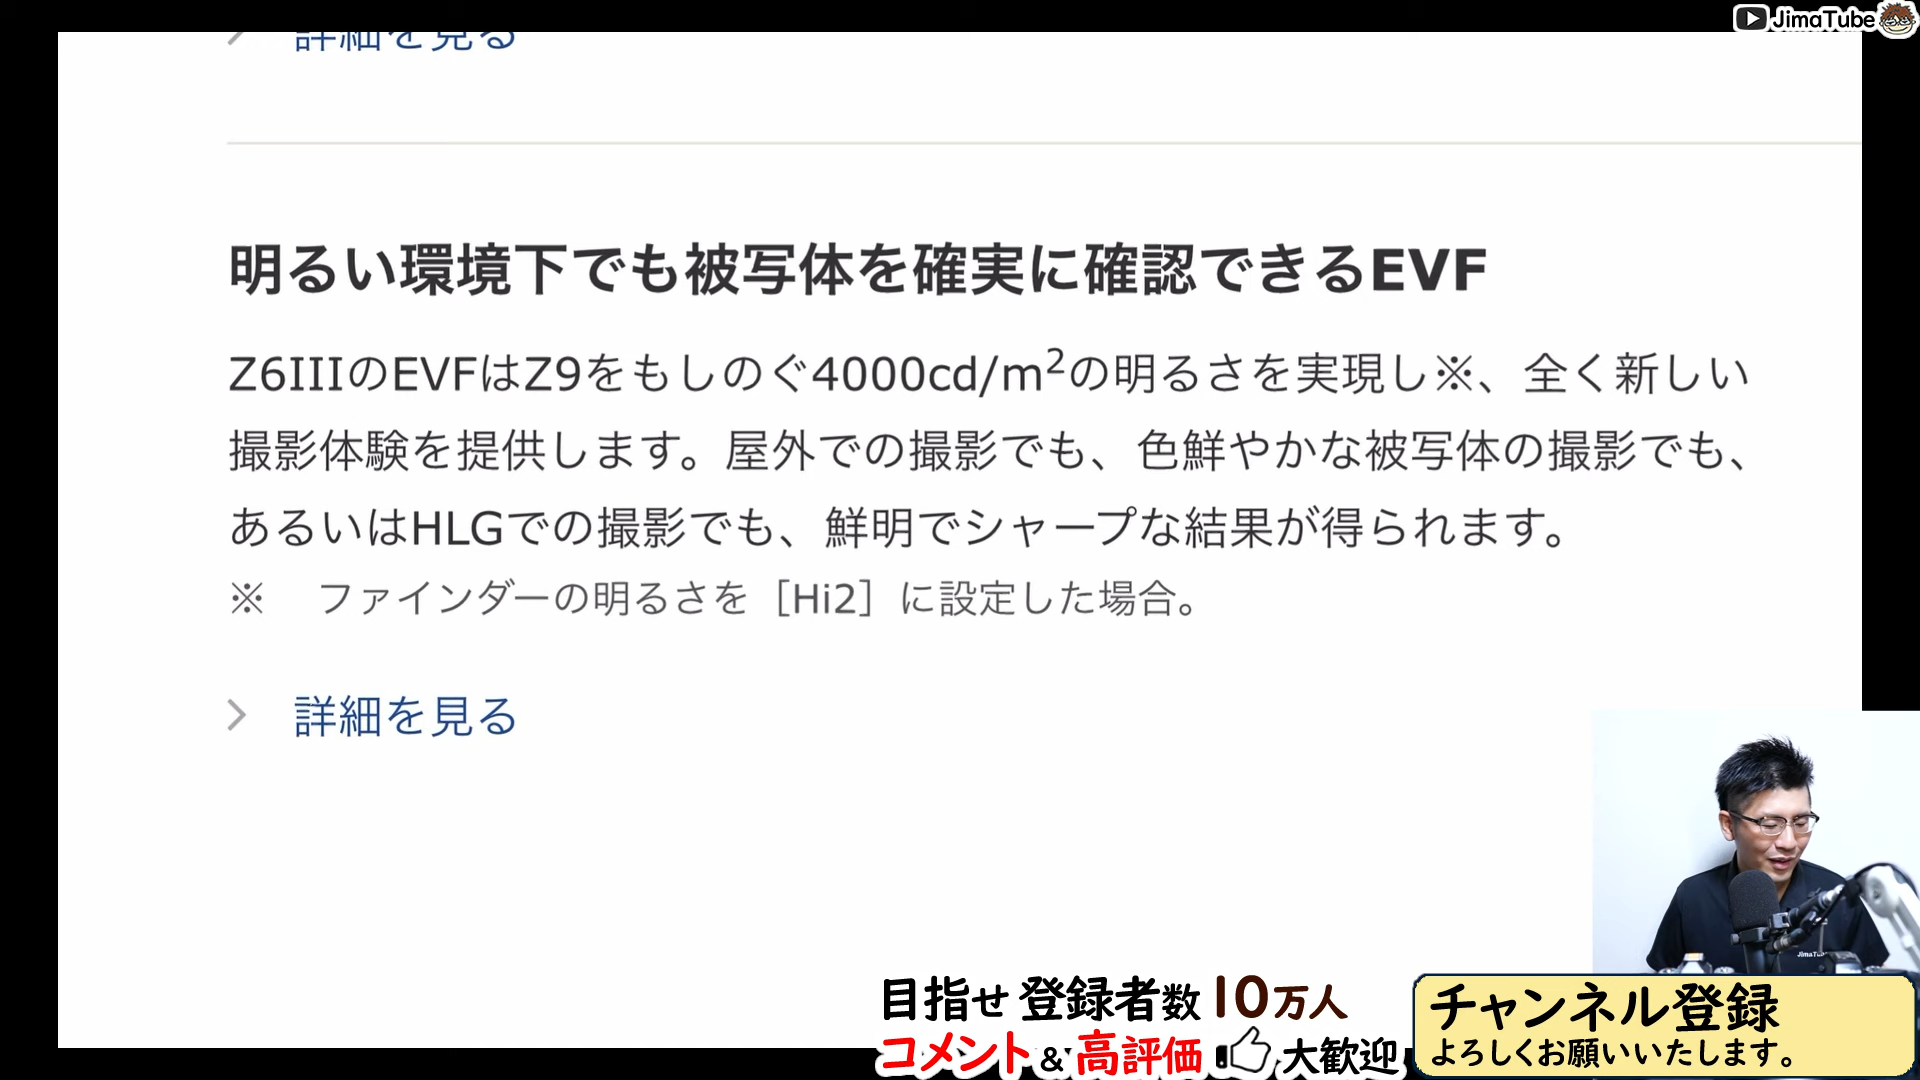 JimaTube
詳細を見る
明るい環境下でも被写体を確実に確認できるEVF
Z6IIIのEVFはZ9をもしのぐ4000cd/m²の明るさを実現し※、全く新しい
撮影体験を提供します。屋外での撮影でも、色鮮やかな被写体の撮影でも、
あるいはHLGでの撮影でも、鮮明でシャープな結果が得られます。
※ ファインダーの明るさを［Hi2］に設定した場合。
詳細を見る
目指せ 登録者数 10万人
コメント & 高評価 大歓迎
チャンネル登録
よろしくお願いいたします。